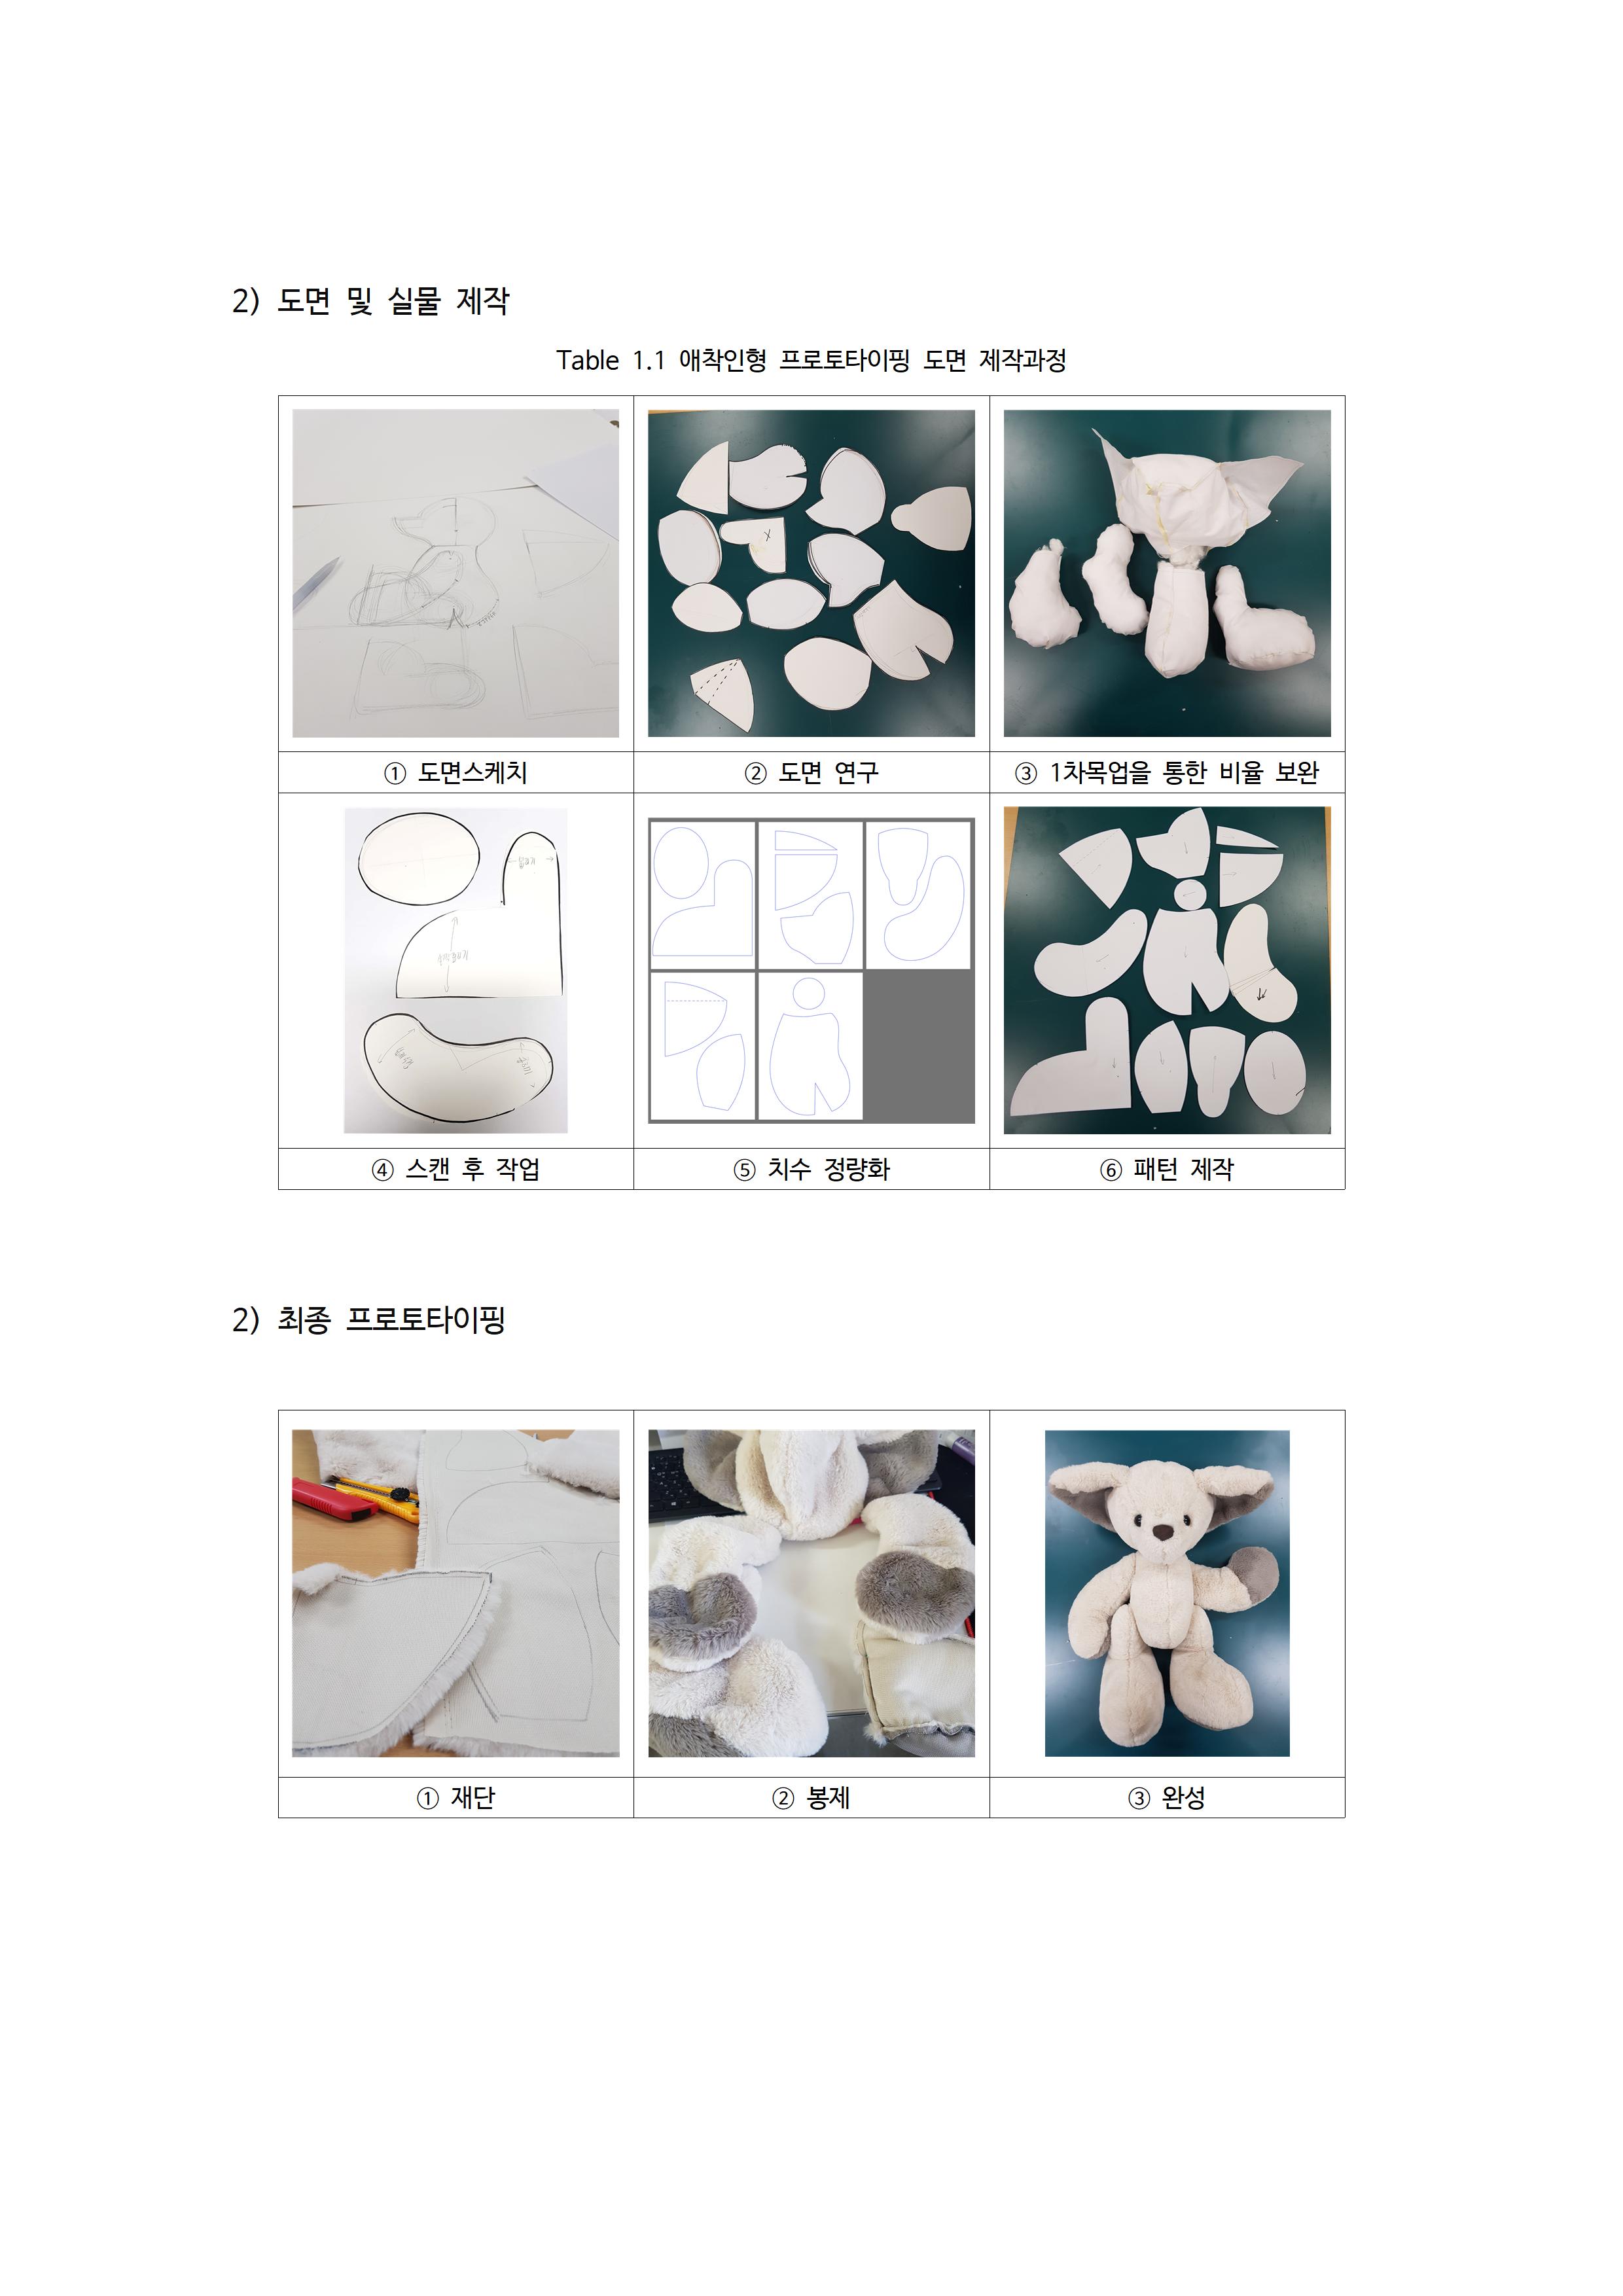 2) 도면 및 실물 제작
Table 1.1 애착인형 프로토타이핑 도면 제작과정
① 도면스케치
② 도면 연구
③ 1차목업을 통한 비율 보완
④ 스캔 후 작업
⑤ 치수 정량화
⑥ 패턴 제작
2) 최종 프로토타이핑
① 재단
② 봉제
③ 완성